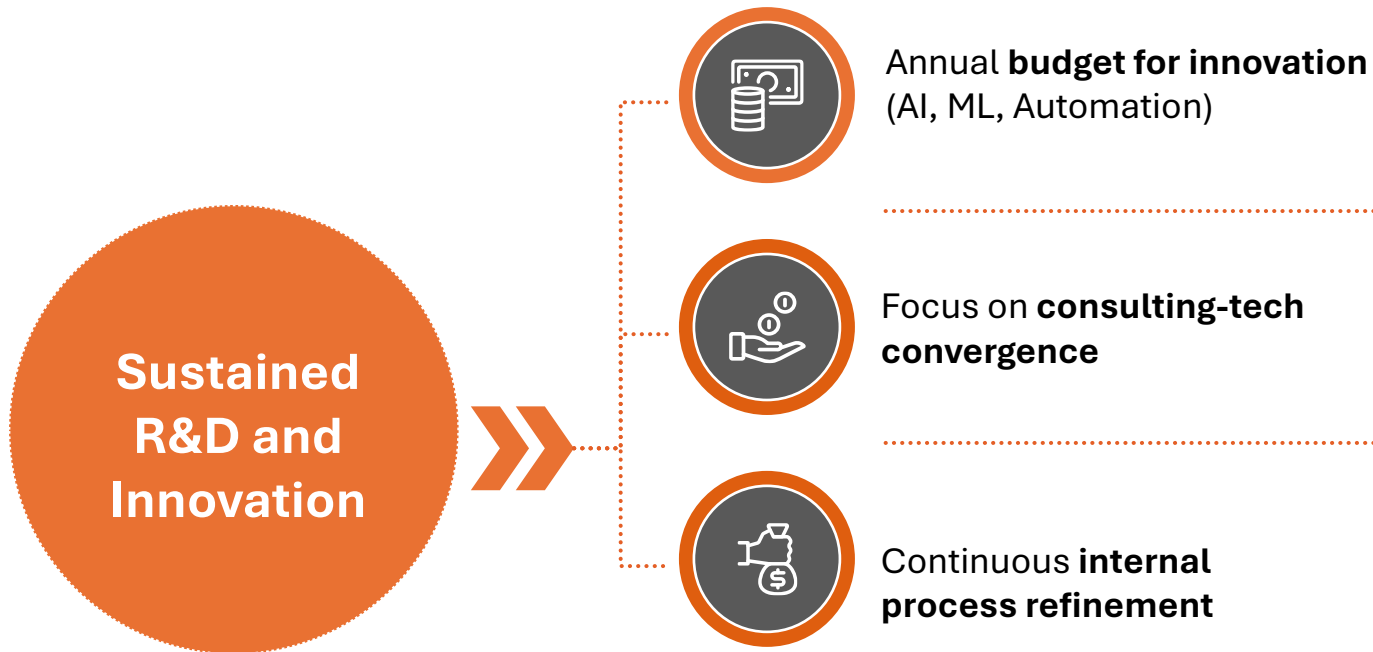 Sustained
R&D and
Innovation
Annual budget for innovation
(AI, ML, Automation)
Focus on consulting-tech
convergence
Continuous internal
process refinement